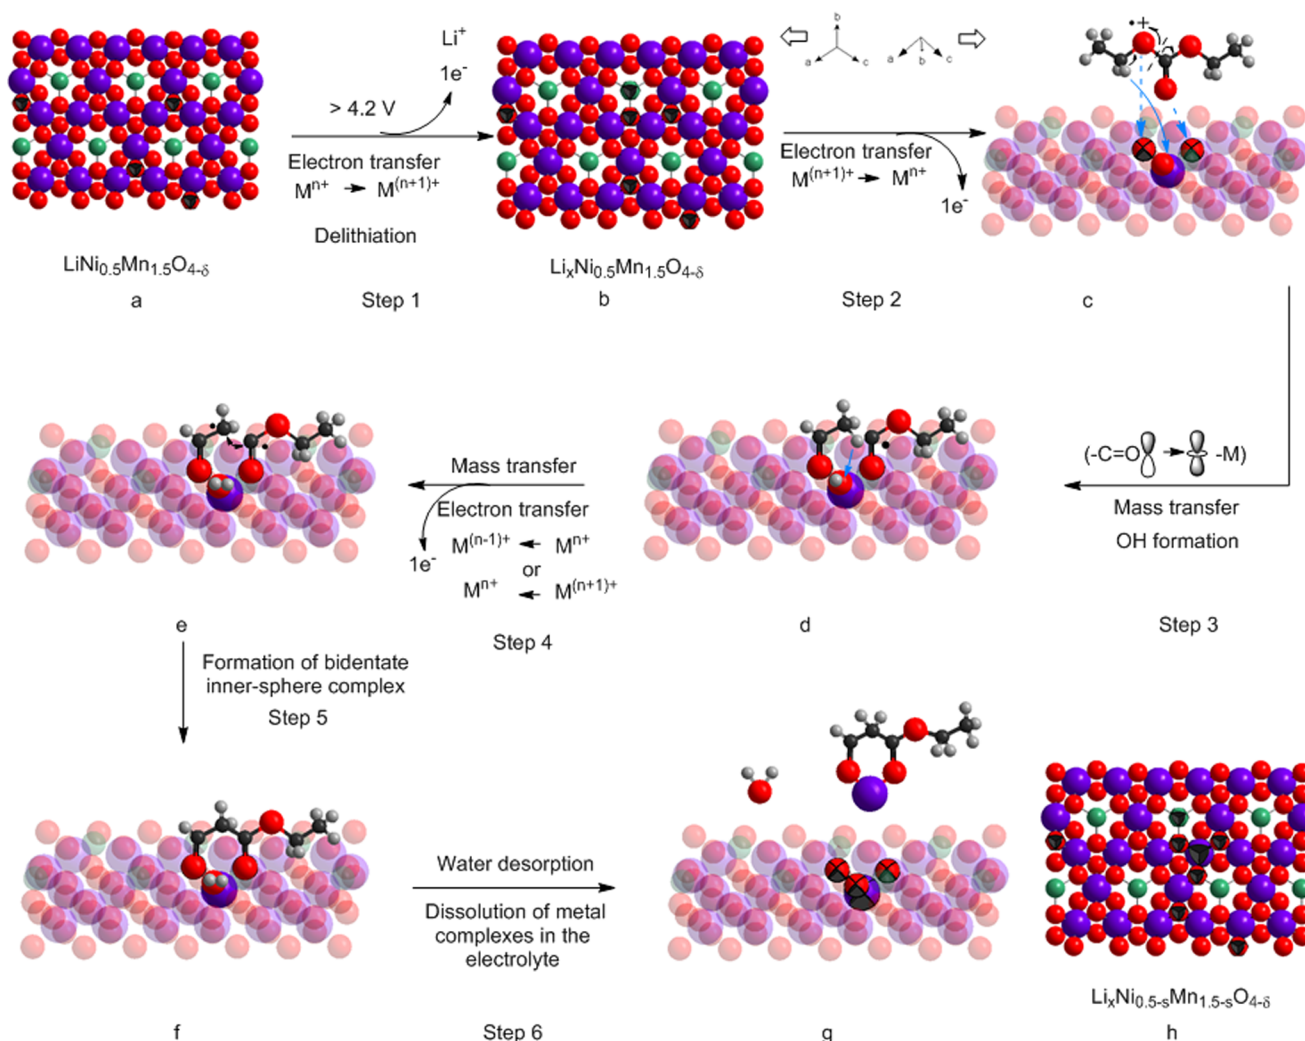 Li+
1e-
> 4.2 V
Electron transfer
Mn+ → M(n+1)+
Delithiation
LiNi0.5Mn1.5O4-δ
a
Step 1
LixNi0.5Mn1.5O4-δ
b
b
a
c
a
b
c
Electron transfer
M(n+1)+ → Mn+
1e-
Step 2
•+
c
(-C=O → -M)
Mass transfer
OH formation
Step 3
d
Mass transfer
Electron transfer
M(n-1)+ ← Mn+
1e-
or
Mn+ ← M(n+1)+
Step 4
e
Formation of bidentate
inner-sphere complex
Step 5
f
Water desorption
Dissolution of metal
complexes in the
electrolyte
Step 6
g
LixNi0.5-sMn1.5-sO4-δ
h